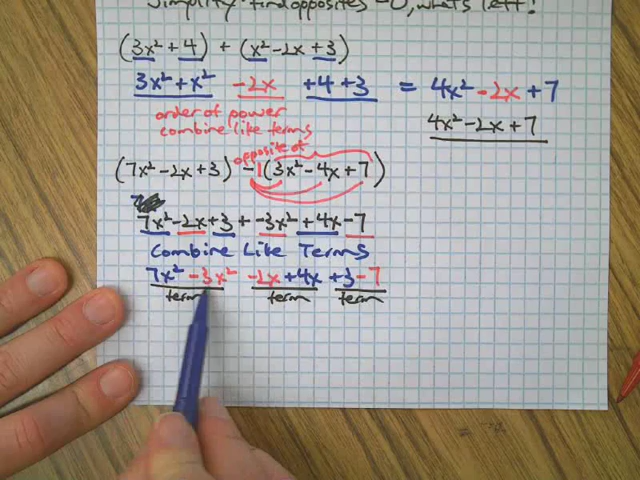 Simplify - find opposites = 0, what's left!
(3x² + 4) + (x² - 2x + 3)
3x² + x² - 2x + 4 + 3 = 4x² - 2x + 7
order of power
combine like terms
4x² - 2x + 7
opposite of
(7x² - 2x + 3) - 1(3x² - 4x + 7)
7x² - 2x + 3 + -3x² + 4x - 7
Combine Like Terms
7x² - 3x² - 2x + 4x + 3 - 7
term term term